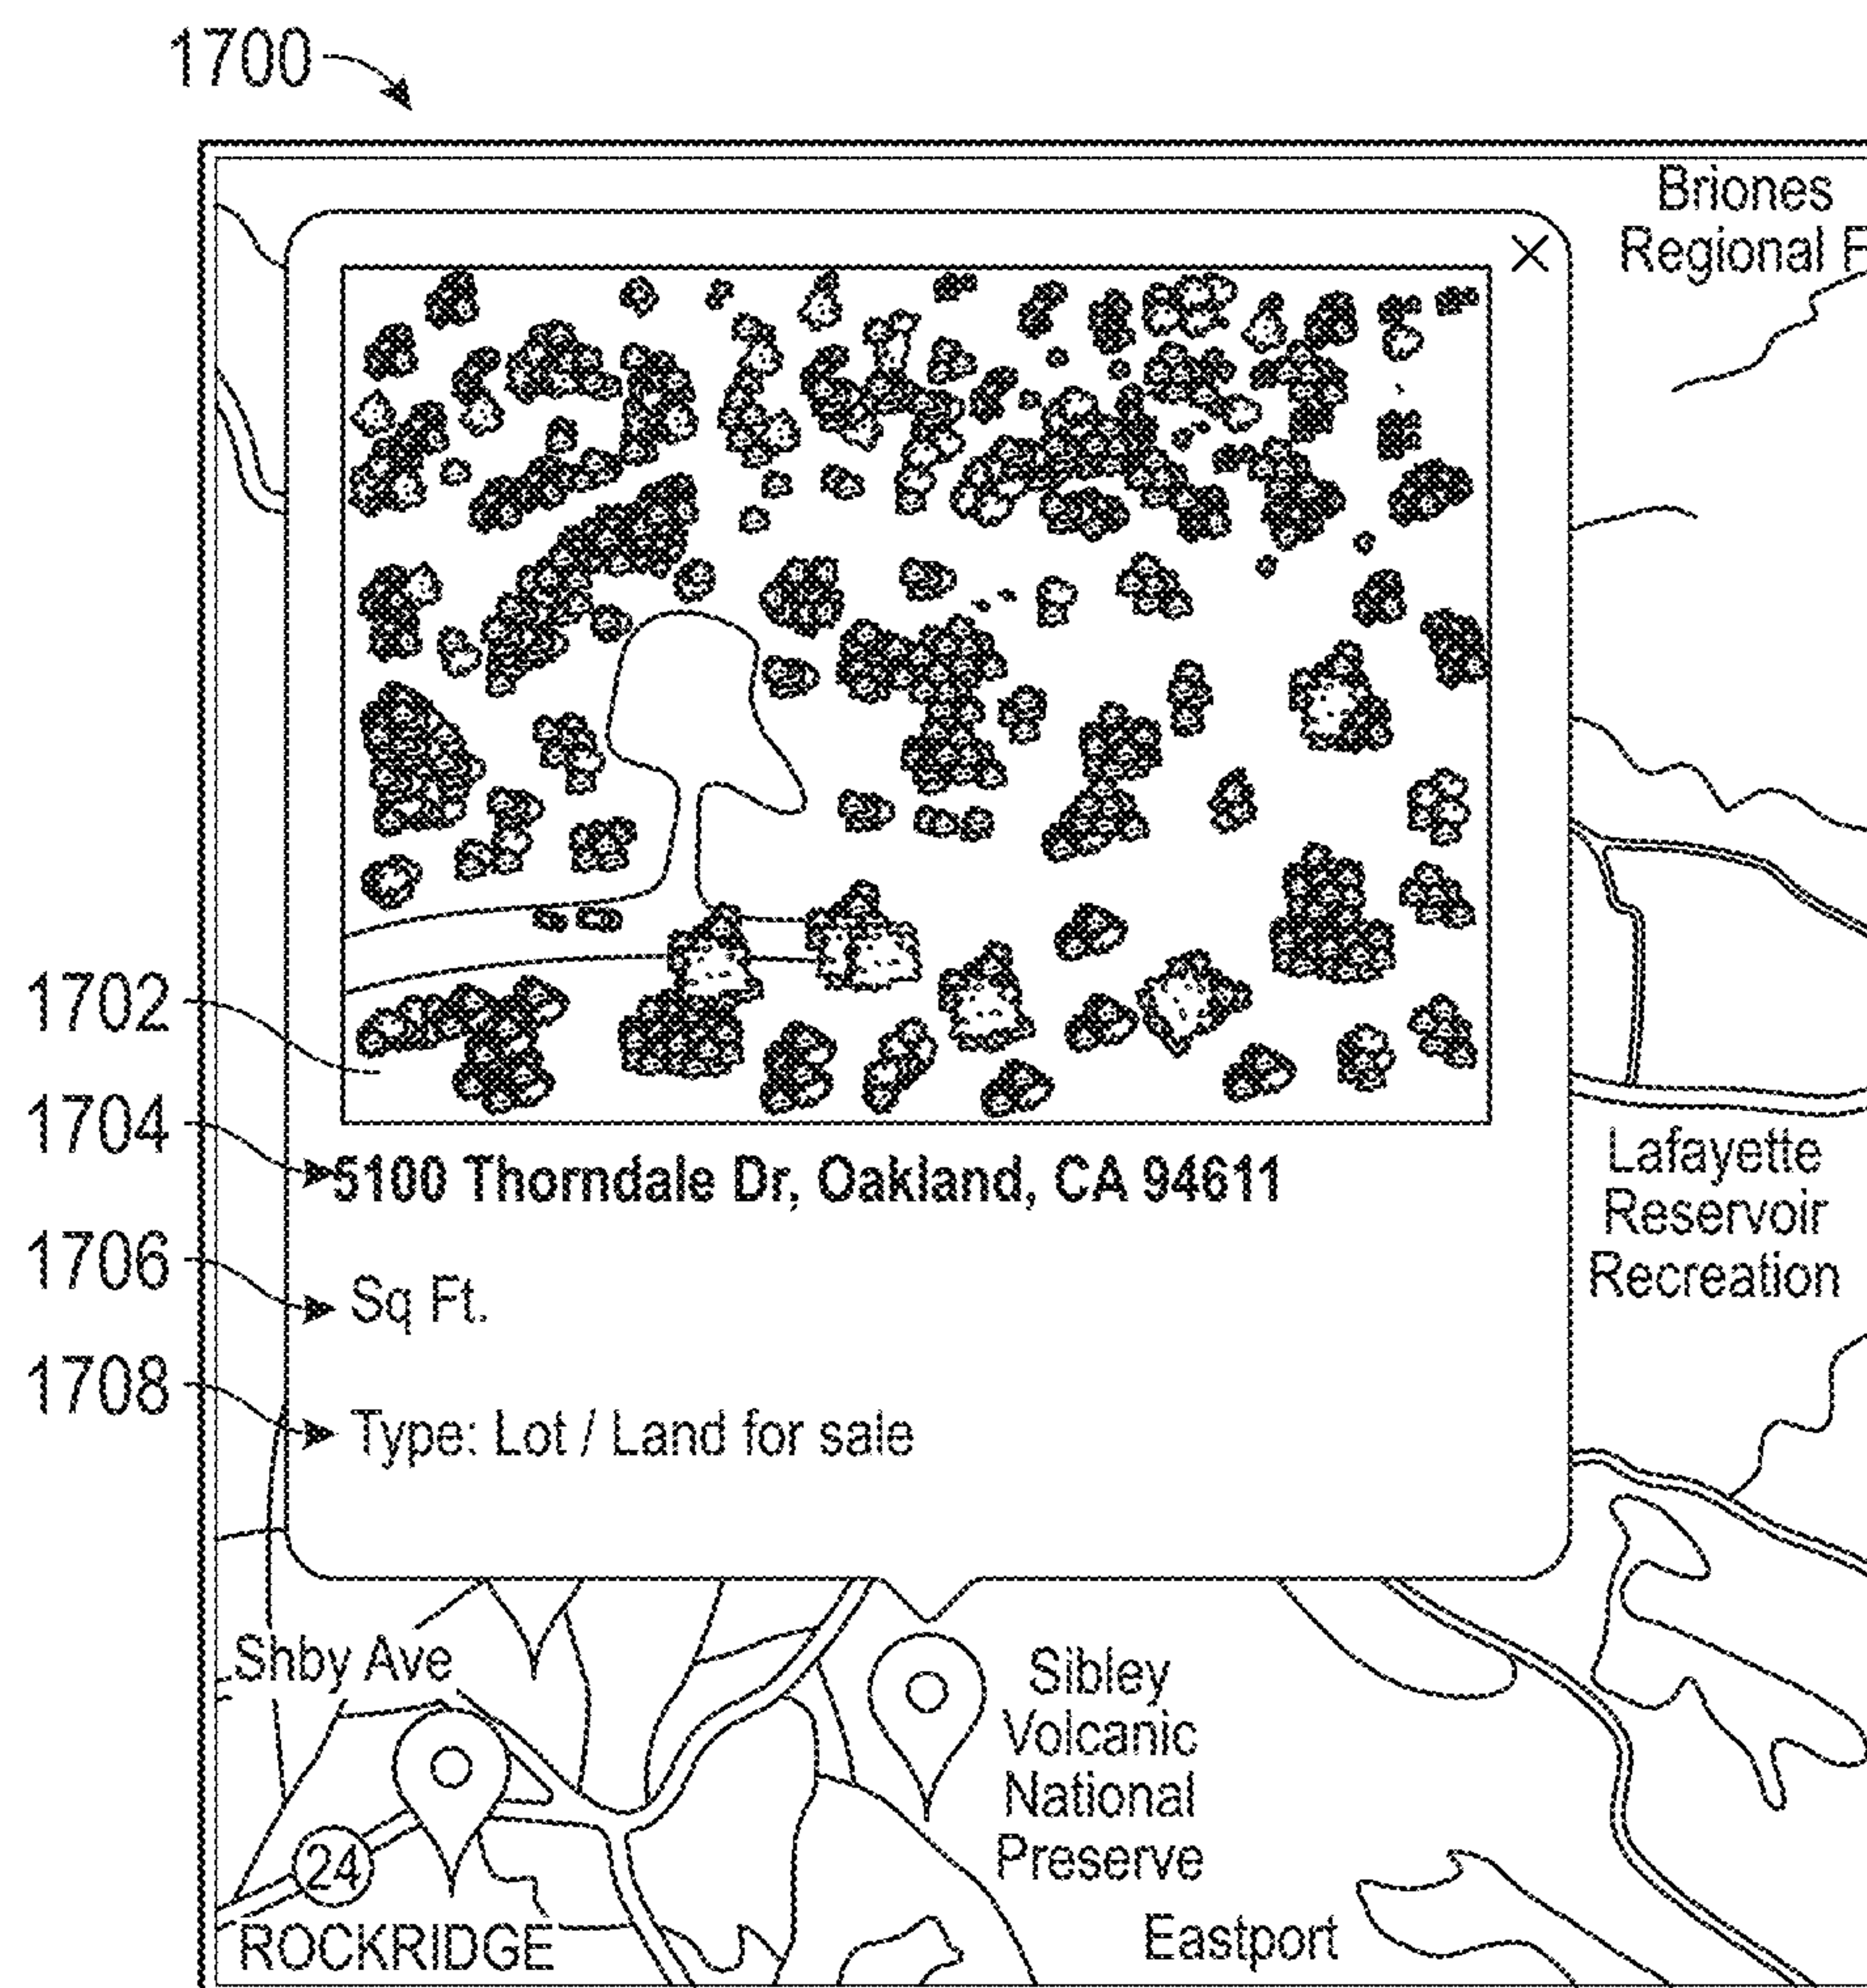 1700
Briones
Regional
1702
1704
5100 Thorndale Dr, Oakland, CA 94611
Lafayette
Reservoir
Recreation
1706
Sq Ft.
1708
Type: Lot / Land for sale
Shby Ave
Sibley
Volcanic
National
Preserve
24
ROCKRIDGE
Eastport